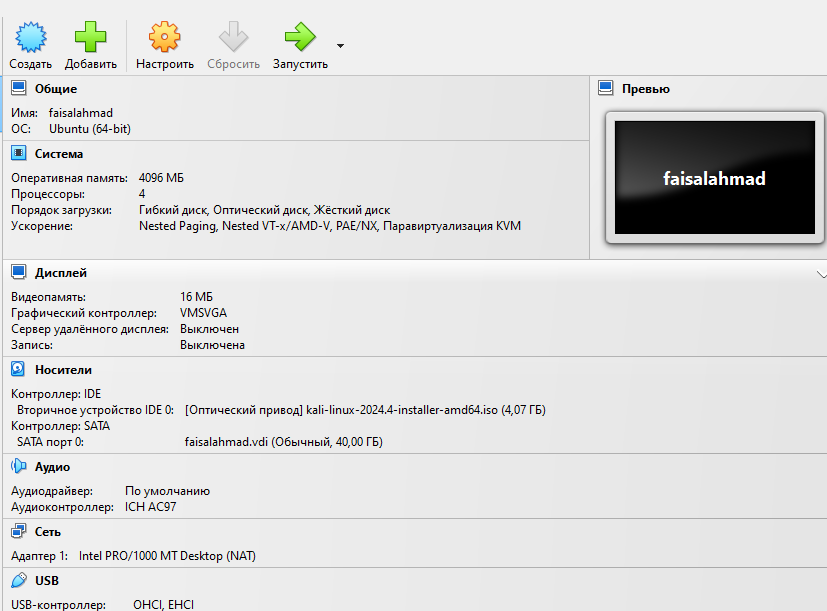 Создать Добавить Настроить Сбросить Запустить
Общие
Имя: faisalahmad
ОС: Ubuntu (64-bit)
Превью
faisalahmad
Система
Оперативная память: 4096 МБ
Процессоры: 4
Порядок загрузки: Гибкий диск, Оптический диск, Жёсткий диск
Ускорение: Nested Paging, Nested VT-x/AMD-V, PAE/NX, Паравиртуализация KVM
Дисплей
Видеопамять: 16 МБ
Графический контроллер: VMSVGA
Сервер удалённого дисплея: Выключен
Запись: Выключена
Носители
Контроллер: IDE
Вторичное устройство IDE 0: [Оптический привод] kali-linux-2024.4-installer-amd64.iso (4,07 ГБ)
Контроллер: SATA
SATA порт 0: faisalahmad.vdi (Обычный, 40,00 ГБ)
Аудио
Аудиодрайвер: По умолчанию
Аудиоконтроллер: ICH AC97
Сеть
Адаптер 1: Intel PRO/1000 MT Desktop (NAT)
USB
USB-контроллер: OHCI, EHCI